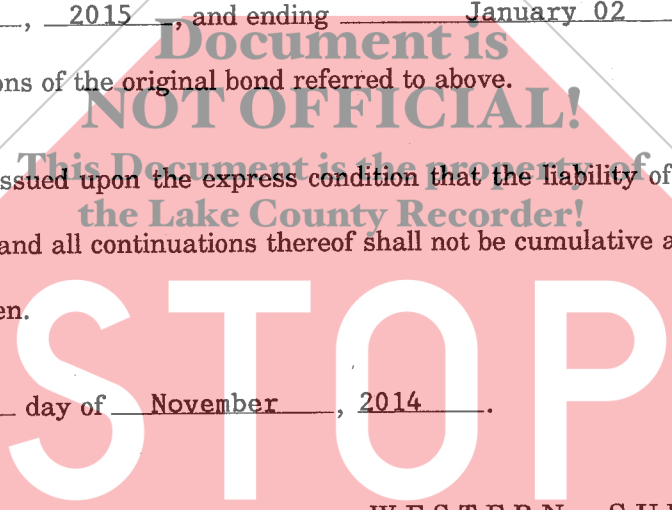 , 2015, and ending January 02
Document is
ons of the original bond referred to above.
NOT OFFICIAL!
This Document is the property of
ssued upon the express condition that the liability of
the Lake County Recorder!
and all continuations thereof shall not be cumulative a
en.
STOP
day of November, 2014.
WESTERN SU